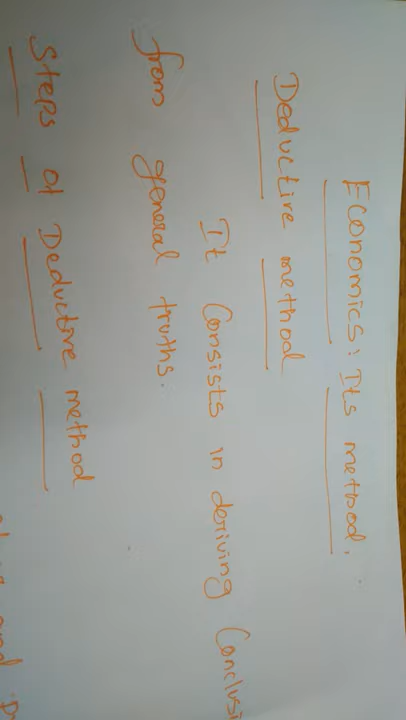 Economics: Its method.
Deductive method
It Consists in deriving Conclusi
from general truths.
Steps of Deductive method